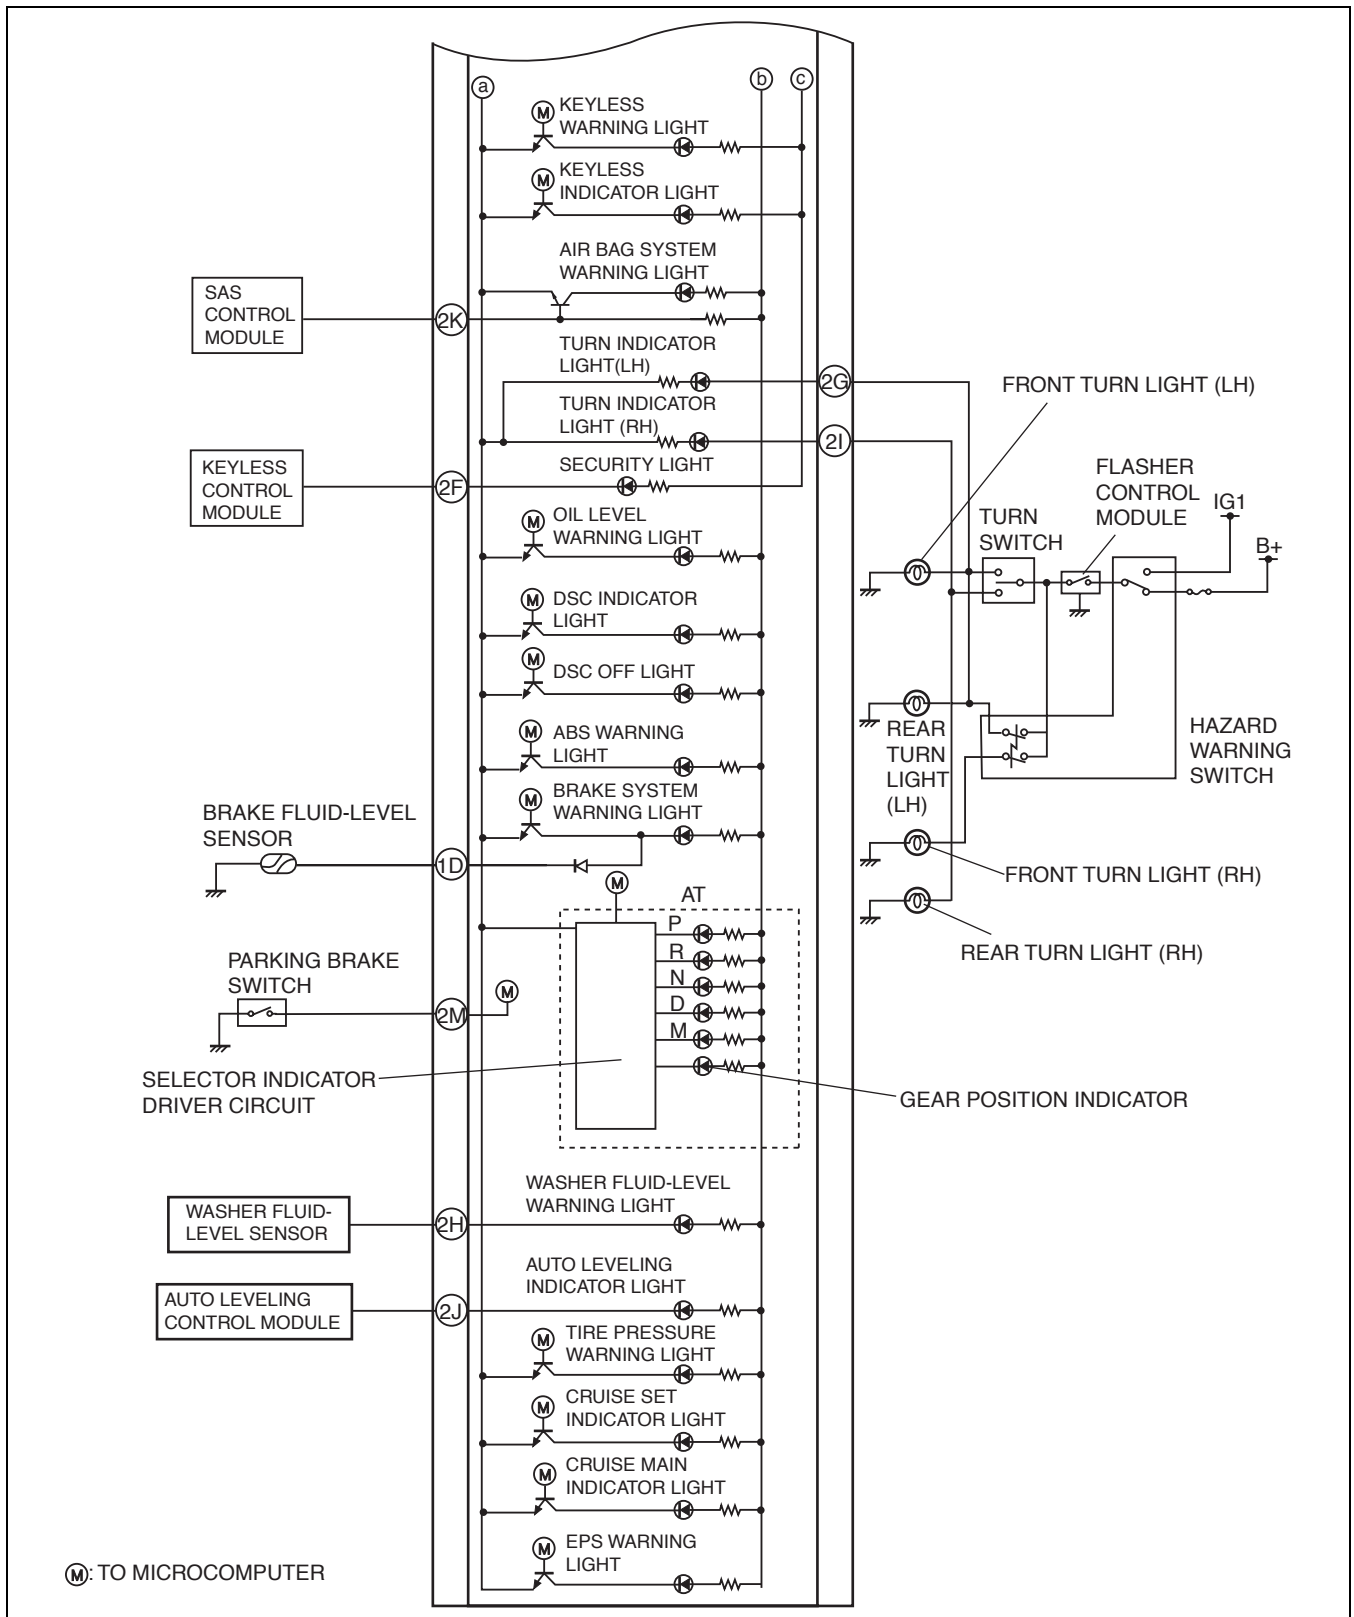 a
b
c
M
KEYLESS
WARNING LIGHT
M
KEYLESS
INDICATOR LIGHT
AIR BAG SYSTEM
WARNING LIGHT
SAS
CONTROL
MODULE
2K
TURN INDICATOR
LIGHT(LH)
2G
TURN INDICATOR
LIGHT (RH)
2I
KEYLESS
CONTROL
MODULE
2F
SECURITY LIGHT
M
OIL LEVEL
WARNING LIGHT
M
DSC INDICATOR
LIGHT
M
DSC OFF LIGHT
M
ABS WARNING
LIGHT
M
BRAKE SYSTEM
WARNING LIGHT
BRAKE FLUID-LEVEL
SENSOR
1D
M
AT
P
R
N
D
M
PARKING BRAKE
SWITCH
2M
M
SELECTOR INDICATOR
DRIVER CIRCUIT
GEAR POSITION INDICATOR
FRONT TURN LIGHT (LH)
FLASHER
CONTROL
MODULE
TURN
SWITCH
IG1
B+
REAR
TURN
LIGHT
(LH)
HAZARD
WARNING
SWITCH
FRONT TURN LIGHT (RH)
REAR TURN LIGHT (RH)
WASHER FLUID-
LEVEL SENSOR
2H
WASHER FLUID-LEVEL
WARNING LIGHT
AUTO LEVELING
CONTROL MODULE
2J
AUTO LEVELING
INDICATOR LIGHT
M
TIRE PRESSURE
WARNING LIGHT
M
CRUISE SET
INDICATOR LIGHT
M
CRUISE MAIN
INDICATOR LIGHT
M
EPS WARNING
LIGHT
M: TO MICROCOMPUTER